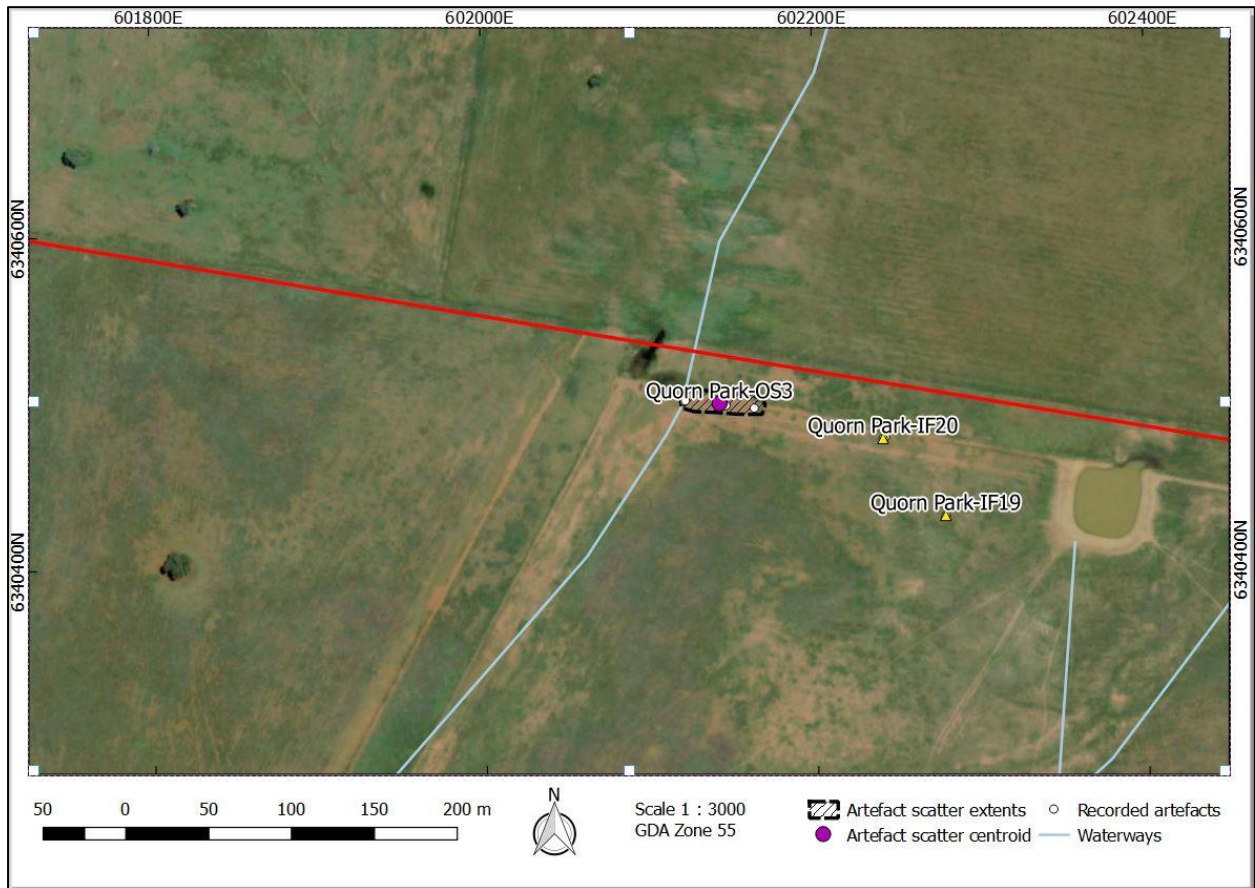 601800E 602000E 602200E 602400E
6340600N 6340600N
Quorn Park-OS3
Quorn Park-IF20
Quorn Park-IF19
6340400N 6340400N
50 0 50 100 150 200 m
N
Scale 1 : 3000
GDA Zone 55
Artefact scatter extents
Artefact scatter centroid
Recorded artefacts
Waterways